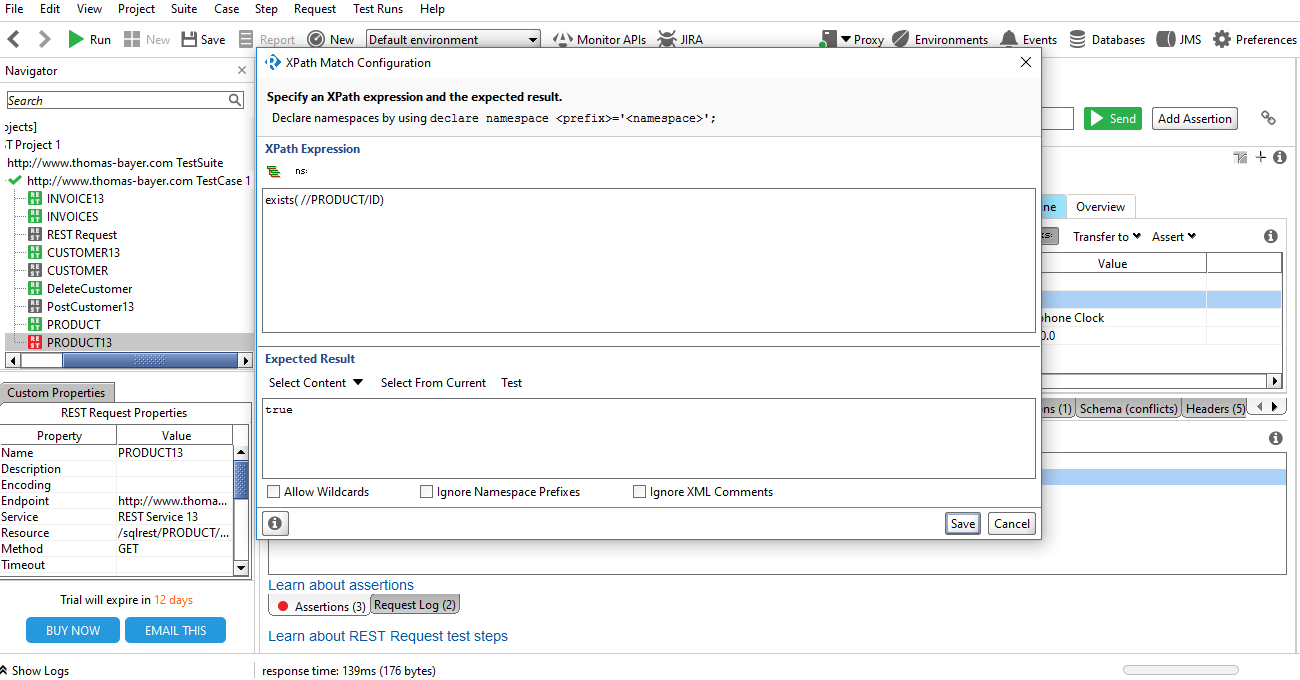 File Edit View Project Suite Case Step Request Test Runs Help
Run New Save Report New Default environment Monitor APIs JIRA Proxy Environments Events Databases JMS Preferences
Navigator
Search
ojects]
T Project 1
http://www.thomas-bayer.com TestSuite
http://www.thomas-bayer.com TestCase 1
INVOICE13
INVOICES
REST Request
CUSTOMER13
CUSTOMER
DeleteCustomer
PostCustomer13
PRODUCT
PRODUCT13
Custom Properties
REST Request Properties
Property Value
Name PRODUCT13
Description
Encoding
Endpoint http://www.thoma...
Service REST Service 13
Resource /sqlrest/PRODUCT/...
Method GET
Timeout
Trial will expire in 12 days
BUY NOW EMAIL THIS
Show Logs
XPath Match Configuration
Specify an XPath expression and the expected result.
Declare namespaces by using declare namespace <prefix>='<namespace>';
XPath Expression
ns:
exists( //PRODUCT/ID)
Expected Result
Select Content Select From Current Test
true
Allow Wildcards Ignore Namespace Prefixes Ignore XML Comments
Save Cancel
Send Add Assertion
ne Overview
Transfer to Assert
Value
hone Clock
0.0
ns (1) Schema (conflicts) Headers (5)
Learn about assertions
Assertions (3) Request Log (2)
Learn about REST Request test steps
response time: 139ms (176 bytes)